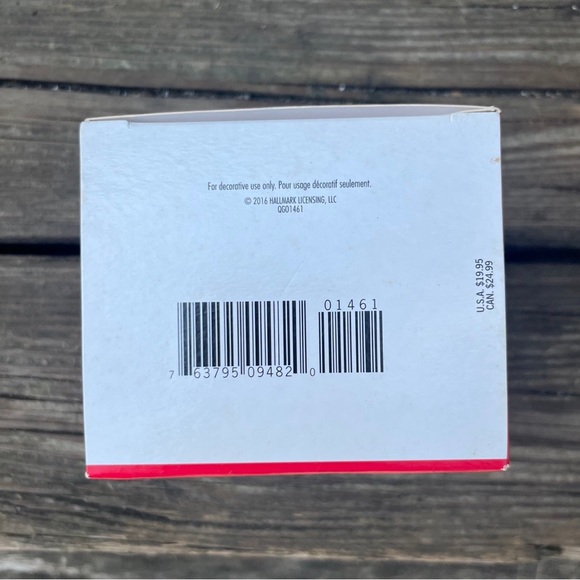 For decorative use only. Pour usage décoratif seulement.
© 2016 HALLMARK LICENSING, LLC
QGO1461
U.S.A. $19.95
CAN. $24.99
01461
7 63795 09482 0